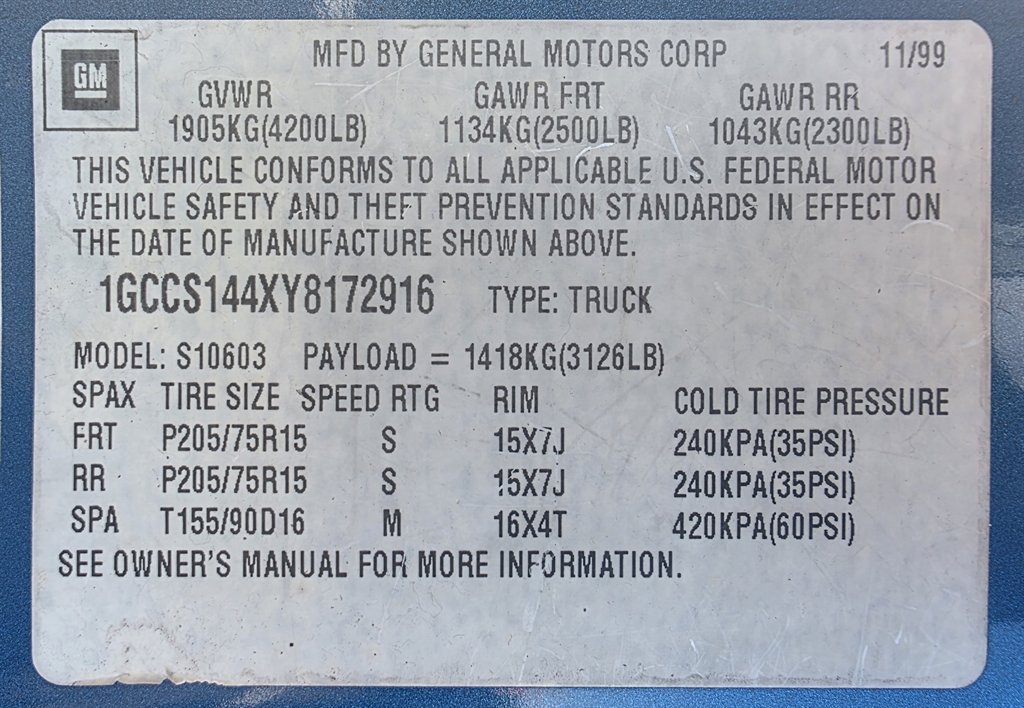 GM
MFD BY GENERAL MOTORS CORP 11/99
GVWR GAWR FRT GAWR RR
1905KG(4200LB) 1134KG(2500LB) 1043KG(2300LB)
THIS VEHICLE CONFORMS TO ALL APPLICABLE U.S. FEDERAL MOTOR
VEHICLE SAFETY AND THEFT PREVENTION STANDARDS IN EFFECT ON
THE DATE OF MANUFACTURE SHOWN ABOVE.
1GCCS144XY8172916 TYPE: TRUCK
MODEL: S10603 PAYLOAD = 1418KG(3126LB)
SPAX TIRE SIZE SPEED RTG RIM COLD TIRE PRESSURE
FRT P205/75R15 S 15X7J 240KPA(35PSI)
RR P205/75R15 S 15X7J 240KPA(35PSI)
SPA T155/90D16 M 16X4T 420KPA(60PSI)
SEE OWNER'S MANUAL FOR MORE INFORMATION.